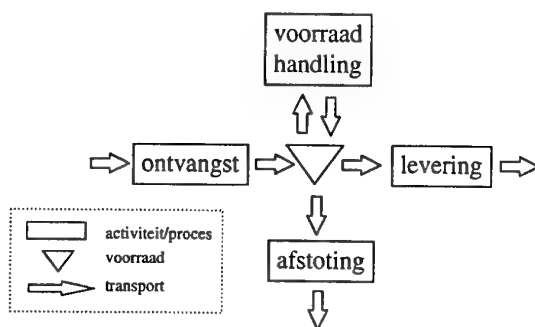 voorraad
handling
ontvangst
levering
afstoting
activiteit/proces
voorraad
transport